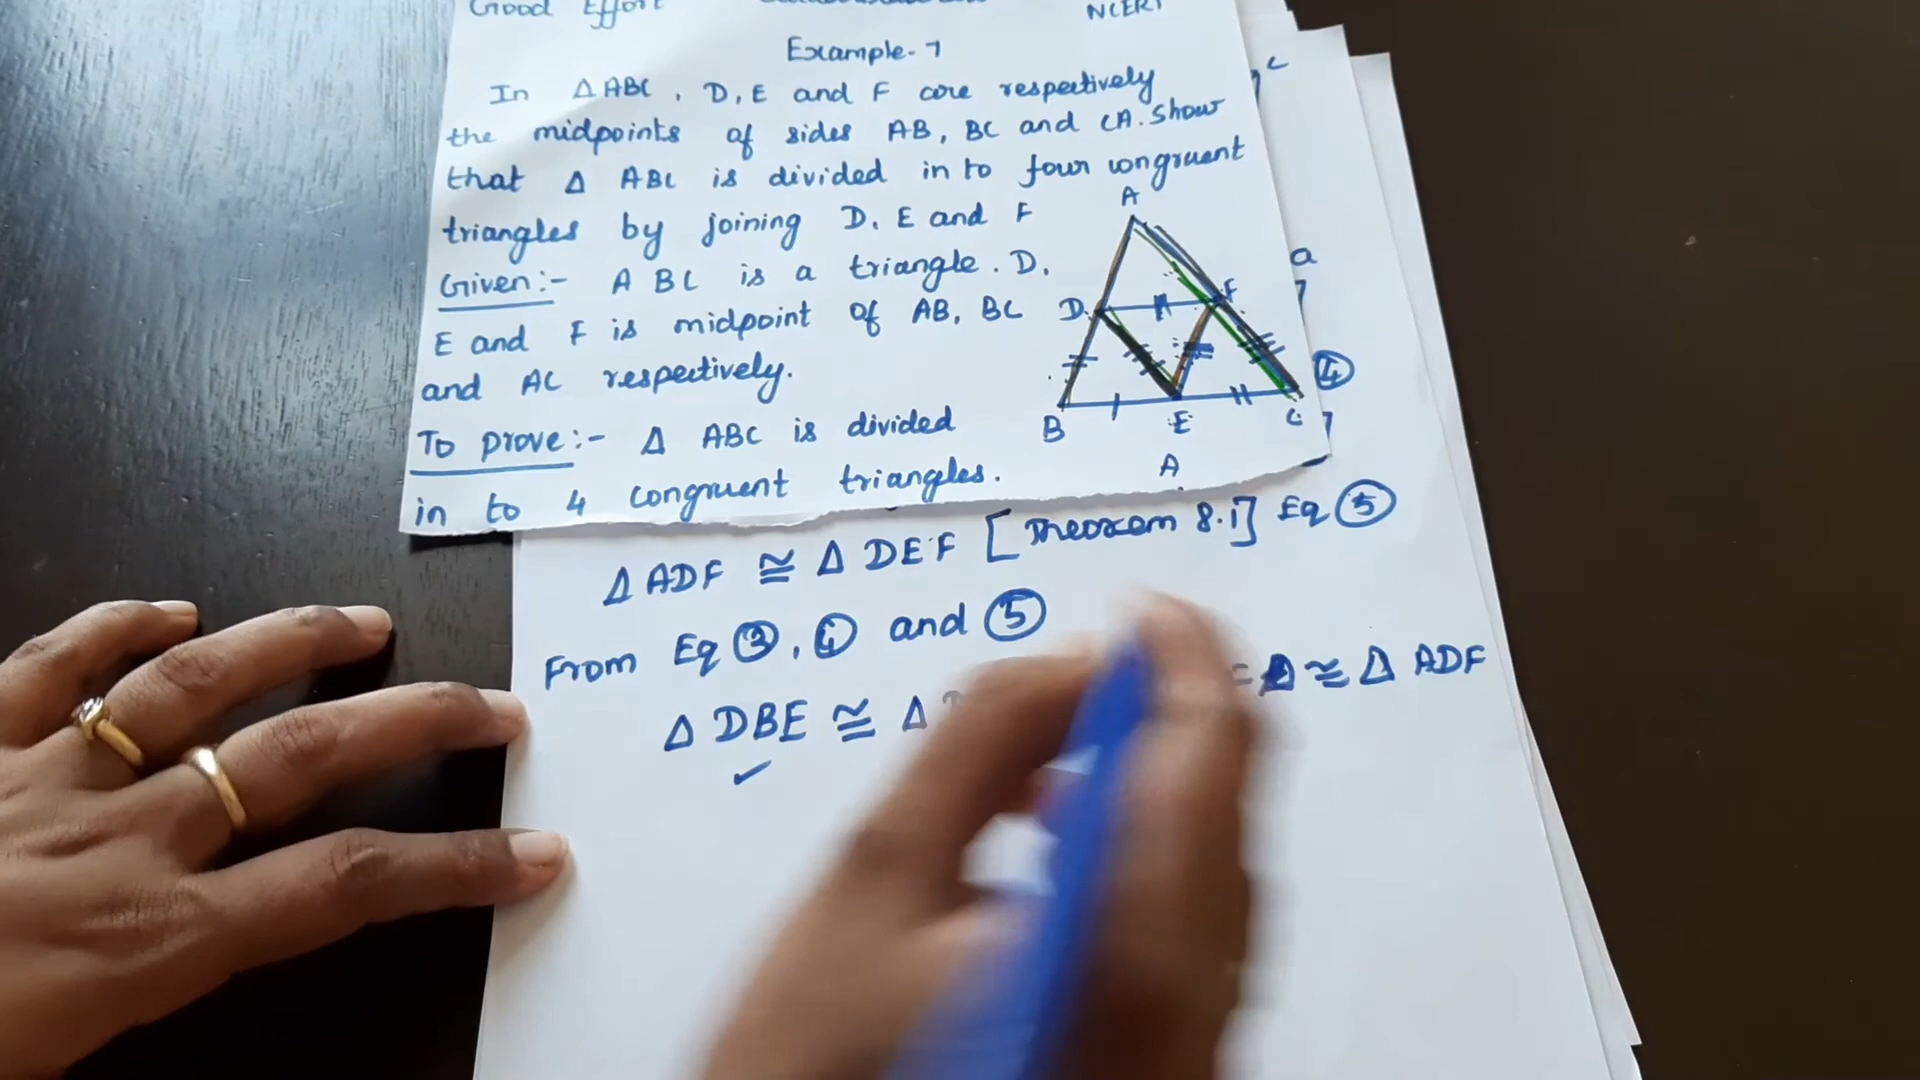 Good Effort NCERT
Example-7
In Δ ABC, D, E and F are respectively
the midpoints of sides AB, BC and CA. Show
that Δ ABC is divided in to four congruent
triangles by joining D, E and F
Given:- A BC is a triangle. D,
E and F is midpoint of AB, BC
and AC respectively.
To prove:- Δ ABC is divided
in to 4 congruent triangles.
A
D
F
B
E
C
A
a
④
Δ ADF ≅ Δ DEF [Theorem 8.1] Eq ⑤
From Eq ③, ④ and ⑤
Δ DBE ≅ Δ ≅ Δ ADF